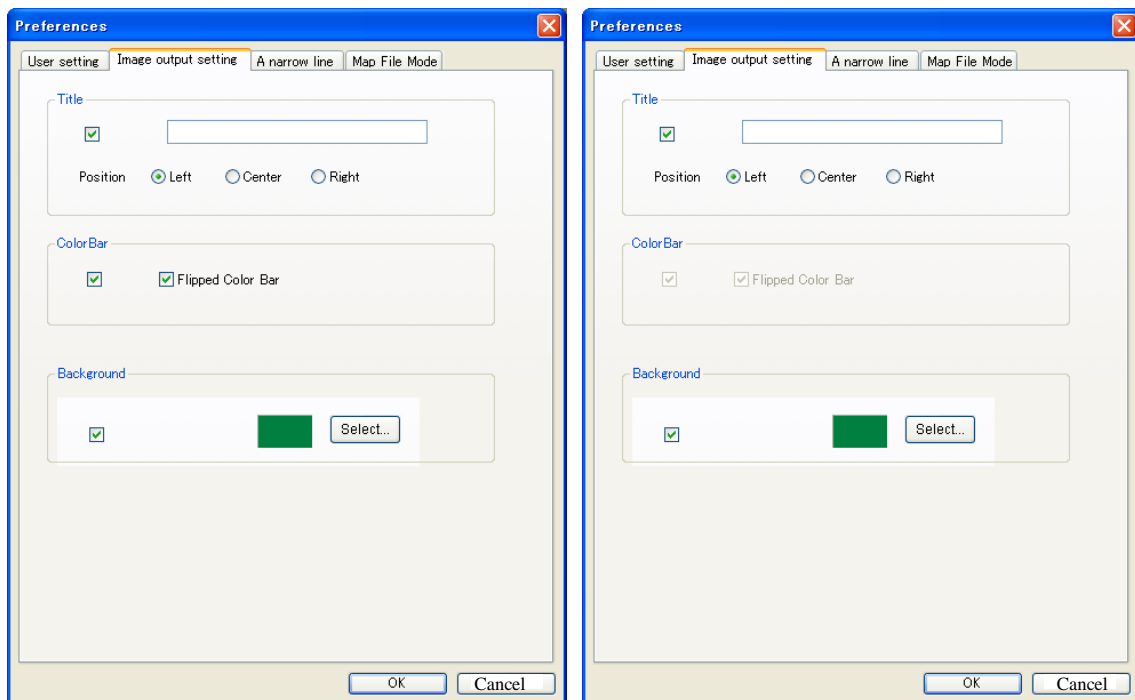 Preferences
User setting
Image output setting
A narrow line
Map File Mode
Title
Position
Left
Center
Right
ColorBar
Flipped Color Bar
Background
Select...
OK
Cancel
Preferences
User setting
Image output setting
A narrow line
Map File Mode
Title
Position
Left
Center
Right
ColorBar
Flipped Color Bar
Background
Select...
OK
Cancel